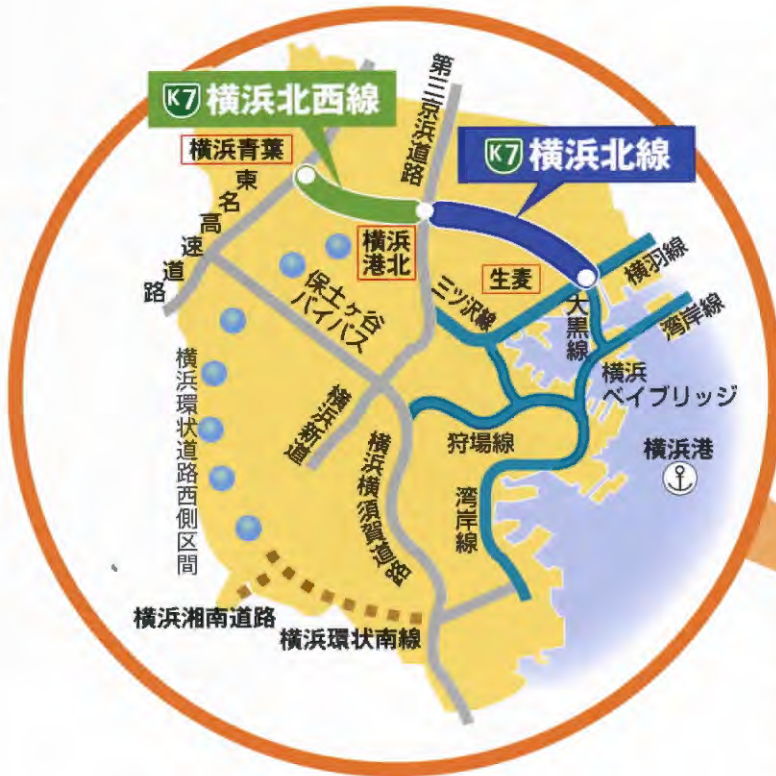 K7 横浜北西線
第三京浜道路
横浜青葉
K7 横浜北線
東名高速道路
横浜
港北
生麦
横羽線
保土ヶ谷
バイパス
三ツ沢線
大黒線
湾岸線
横浜環状道路西側区間
横浜新道
横浜
ベイブリッジ
狩場線
横浜港
横浜横須賀道路
湾岸線
横浜湘南道路
横浜環状南線